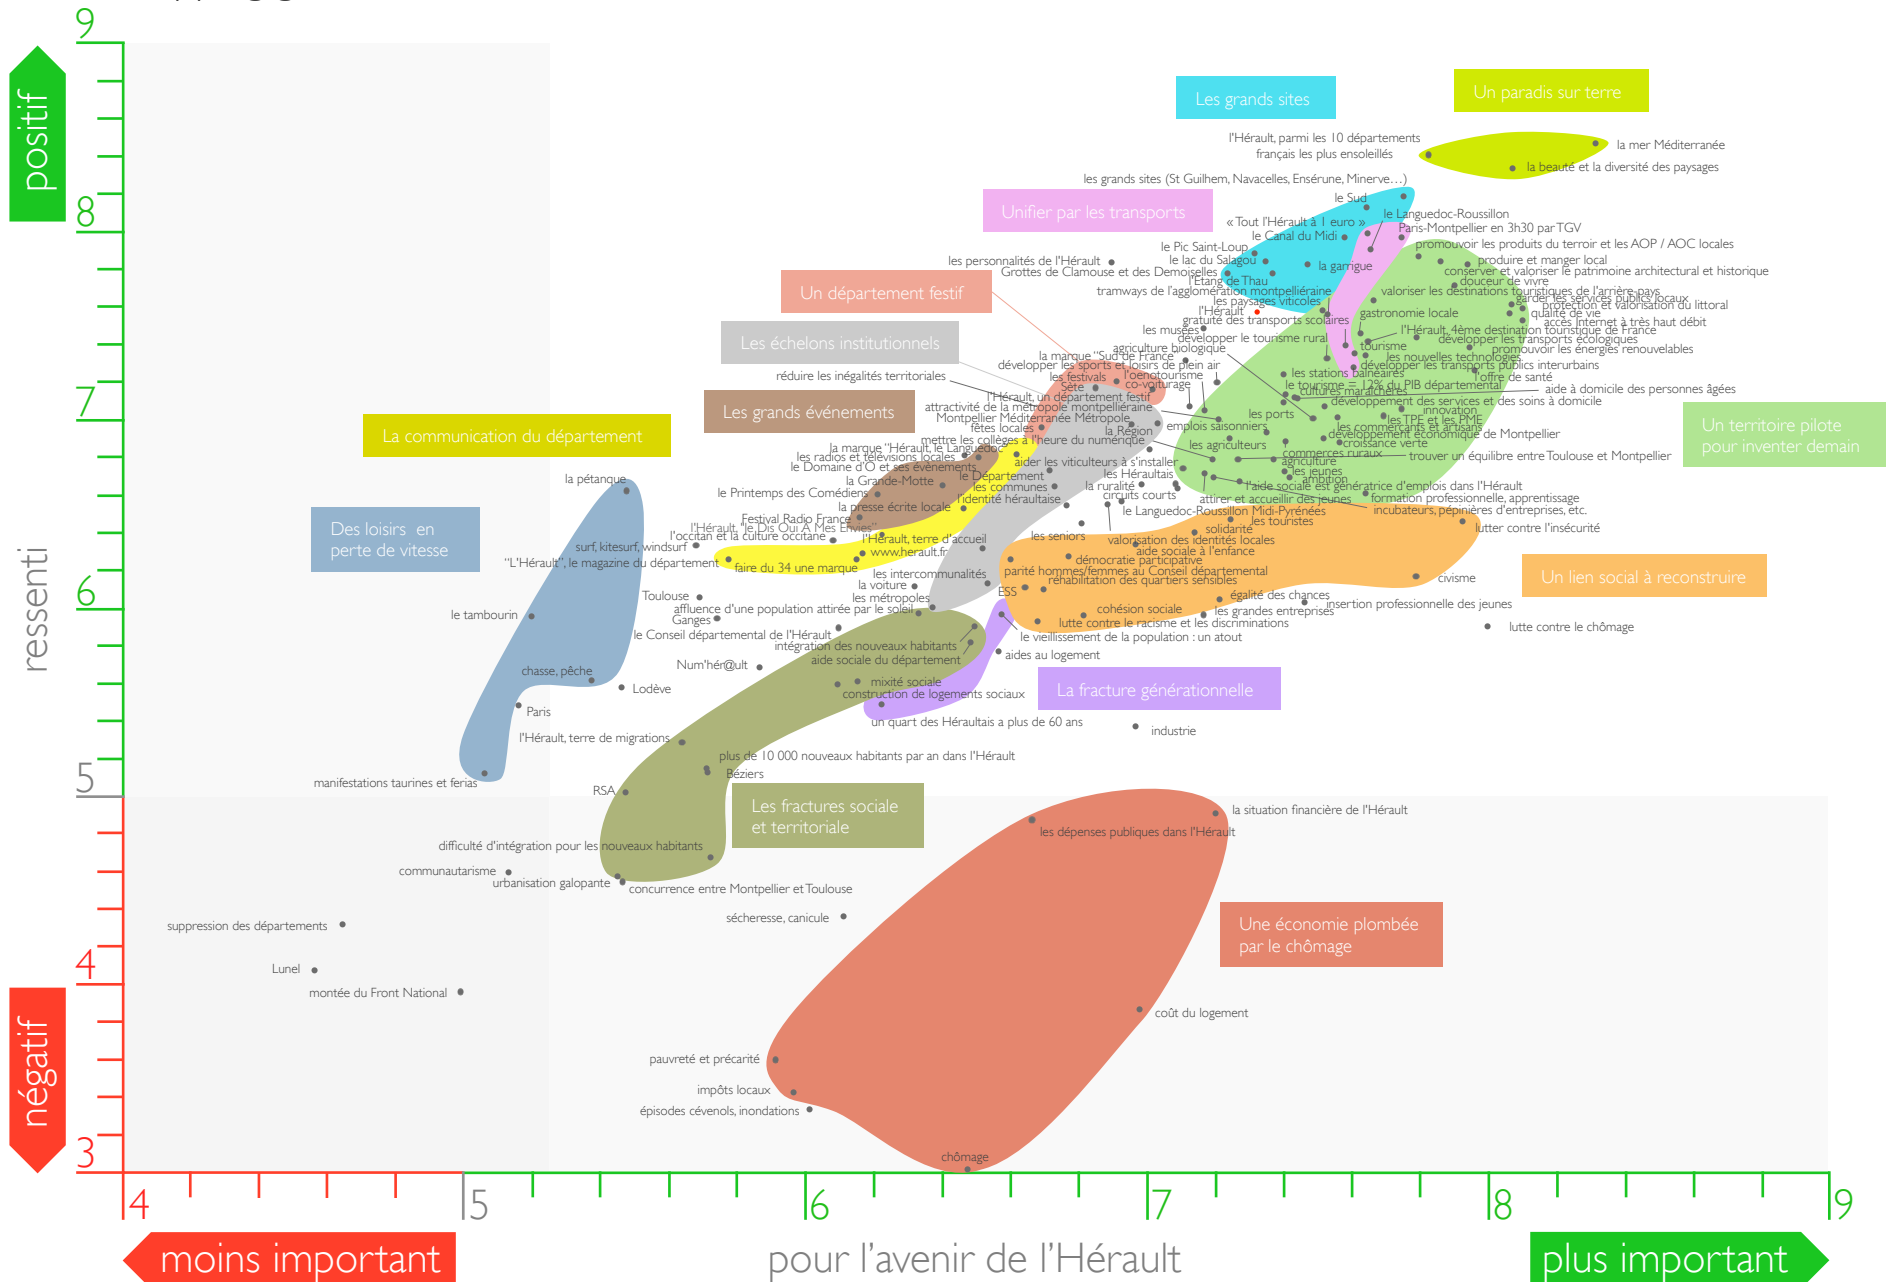 9
positif
8
7
ressenti
6
5
4
négatif
3
4
5
6
7
8
9
moins important
pour l'avenir de l'Hérault
plus important
Les grands sites
Un paradis sur terre
l'Hérault, parmi les 10 départements
français les plus ensoleillés
la mer Méditerranée
la beauté et la diversité des paysages
les grands sites (St Guilhem, Navacelles, Ensérune, Minerve…)
le Sud
Unifier par les transports
le Languedoc-Roussillon
« Tout l'Hérault à 1 euro »
Paris-Montpellier en 3h30 par TGV
le Canal du Midi
promouvoir les produits du terroir et les AOP / AOC locales
le Pic Saint-Loup
les personnalités de l'Hérault
le lac du Salagou
la garrigue
produire et manger local
Grottes de Clamouse et des Demoiselles
conserver et valoriser le patrimoine architectural et historique
l'Etang de Thau
douceur de vivre
Un département festif
tramways de l'agglomération montpelliéraine
valoriser les destinations touristiques de l'arrière-pays
les paysages viticoles
garder les services publics locaux
protection et valorisation du littoral
l'Hérault
gastronomie locale
qualité de vie
gratuité des transports scolaires
accès Internet à très haut débit
les musées
l'Hérault, 4ème destination touristique de France
Les échelons institutionnels
développer le tourisme rural
développer les transports écologiques
agriculture biologique
tourisme
promouvoir les énergies renouvelables
la marque "Sud de France"
les nouvelles technologies
développer les sports et loisirs de plein air
développer les transports publics interurbains
réduire les inégalités territoriales
les festivals
l'oenotourisme
les stations balnéaires
l'offre de santé
Sète
co-voiturage
le tourisme = 12% du PIB départemental
aide à domicile des personnes âgées
l'Hérault, un département festif
cultures maraîchères
attractivité de la métropole montpelliéraine
développement des services et des soins à domicile
Les grands événements
Montpellier Méditerranée Métropole
les ports
innovation
les TPE et les PME
fêtes locales
la Région
emplois saisonniers
les commerçants et artisans
Un territoire pilote
pour inventer demain
La communication du département
mettre les collèges à l'heure du numérique
développement économique de Montpellier
la marque "Hérault, le Languedoc"
les agriculteurs
croissance verte
les radios et télévisions locales
commerces ruraux
trouver un équilibre entre Toulouse et Montpellier
le Domaine d'O et ses évènements
aider les viticulteurs à s'installer
agriculture
la pétanque
le Département
les Héraultais
les jeunes
la Grande-Motte
les communes
la ruralité
ambition
le Printemps des Comédiens
l'identité héraultaise
circuits courts
l'aide sociale est génératrice d'emplois dans l'Hérault
attirer et accueillir des jeunes
formation professionnelle, apprentissage
la presse écrite locale
le Languedoc-Roussillon Midi-Pyrénées
incubateurs, pépinières d'entreprises, etc.
Des loisirs en
perte de vitesse
Festival Radio France
les touristes
l'Hérault, "le Dis Oui A Mes Envies"
solidarité
lutter contre l'insécurité
l'occitan et la culture occitane
les seniors
l'Hérault, terre d'accueil
valorisation des identités locales
surf, kitesurf, windsurf
www.herault.fr
aide sociale à l'enfance
"L'Hérault", le magazine du département
faire du 34 une marque
démocratie participative
les intercommunalités
parité hommes/femmes au Conseil départemental
Un lien social à reconstruire
la voiture
réhabilitation des quartiers sensibles
civisme
ESS
Toulouse
les métropoles
égalité des chances
insertion professionnelle des jeunes
affluence d'une population attirée par le soleil
cohésion sociale
les grandes entreprises
le tambourin
Ganges
lutte contre le racisme et les discriminations
lutte contre le chômage
le Conseil départemental de l'Hérault
le vieillissement de la population : un atout
intégration des nouveaux habitants
aides au logement
aide sociale du département
Num'hér@ult
chasse, pêche
mixité sociale
La fracture générationnelle
Lodève
construction de logements sociaux
Paris
un quart des Héraultais a plus de 60 ans
industrie
l'Hérault, terre de migrations
plus de 10 000 nouveaux habitants par an dans l'Hérault
Béziers
manifestations taurines et ferias
RSA
Les fractures sociale
et territoriale
la situation financière de l'Hérault
les dépenses publiques dans l'Hérault
difficulté d'intégration pour les nouveaux habitants
communautarisme
urbanisation galopante
concurrence entre Montpellier et Toulouse
sécheresse, canicule
Une économie plombée
par le chômage
suppression des départements
Lunel
montée du Front National
coût du logement
pauvreté et précarité
impôts locaux
épisodes cévenols, inondations
chômage